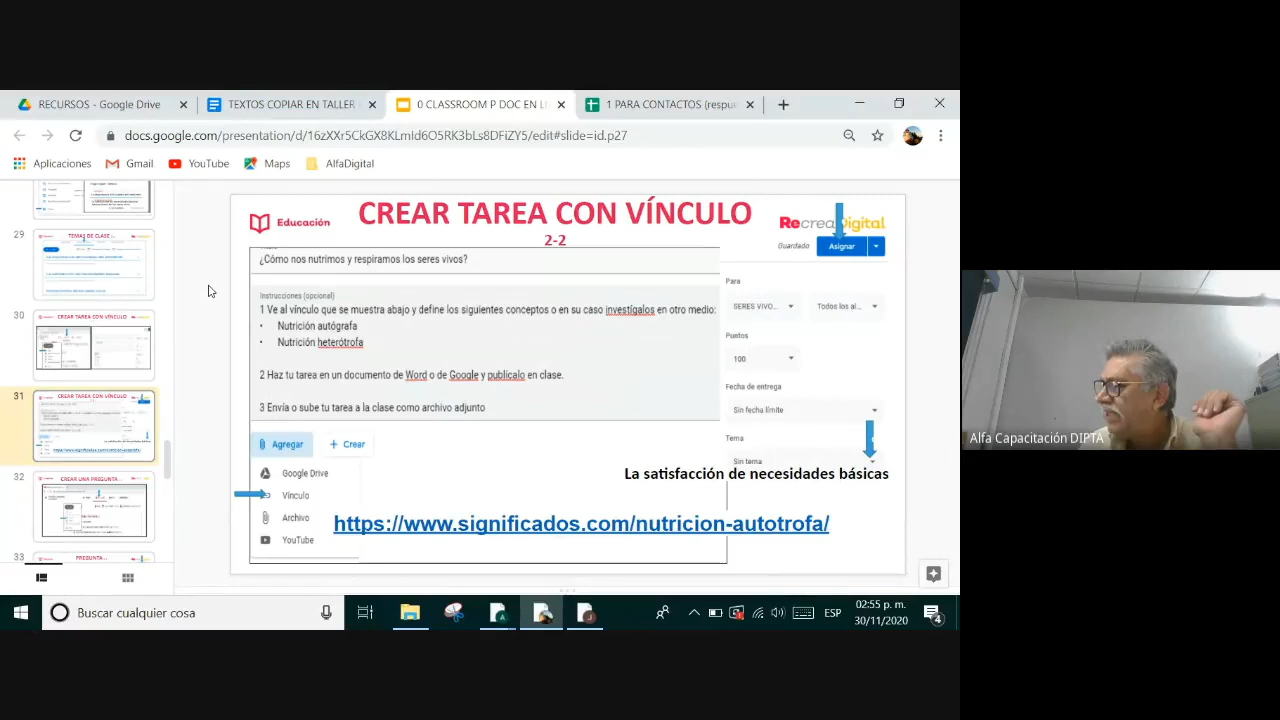 RECURSOS - Google Drive
TEXTOS COPIAR EN TALLER
0 CLASSROOM P DOC EN LI
1 PARA CONTACTOS (respue
docs.google.com/presentation/d/16zXXr5CkGX8KLmId6O5RK3bLs8DFiZY5/edit#slide=id.p27
Aplicaciones
Gmail
YouTube
Maps
AlfaDigital
29
TEMAS DE CLASE...
30
CREAR TAREA CON VÍNCULO
31
CREAR TAREA CON VÍNCULO
32
CREAR UNA PREGUNTA...
33
PREGUNTA...
Educación
CREAR TAREA CON VÍNCULO
2-2
RecreaDigital
Guardado
Asignar
¿Cómo nos nutrimos y respiramos los seres vivos?
Instrucciones (opcional)
1 Ve al vínculo que se muestra abajo y define los siguientes conceptos o en su caso investígalos en otro medio:
• Nutrición autógrafa
• Nutrición heterótrofa
2 Haz tu tarea en un documento de Word o de Google y publícalo en clase.
3 Envía o sube tu tarea a la clase como archivo adjunto
Para
SERES VIVO...
Todos los al...
Puntos
100
Fecha de entrega
Sin fecha límite
Tema
Sin tema
La satisfacción de necesidades básicas
Agregar
+ Crear
Google Drive
Vínculo
Archivo
YouTube
https://www.significados.com/nutricion-autotrofa/
Alfa Capacitación DIPTA
Buscar cualquier cosa
ESP
02:55 p. m.
30/11/2020
4